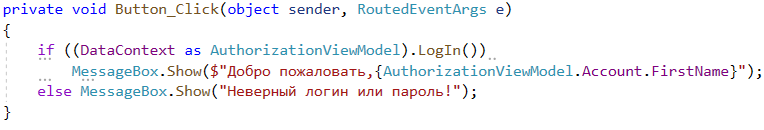 private void Button_Click(object sender, RoutedEventArgs e)
{
if ((DataContext as AuthorizationViewModel).LogIn())
MessageBox.Show($"Добро пожаловать,{AuthorizationViewModel.Account.FirstName}");
else MessageBox.Show("Неверный логин или пароль!");
}